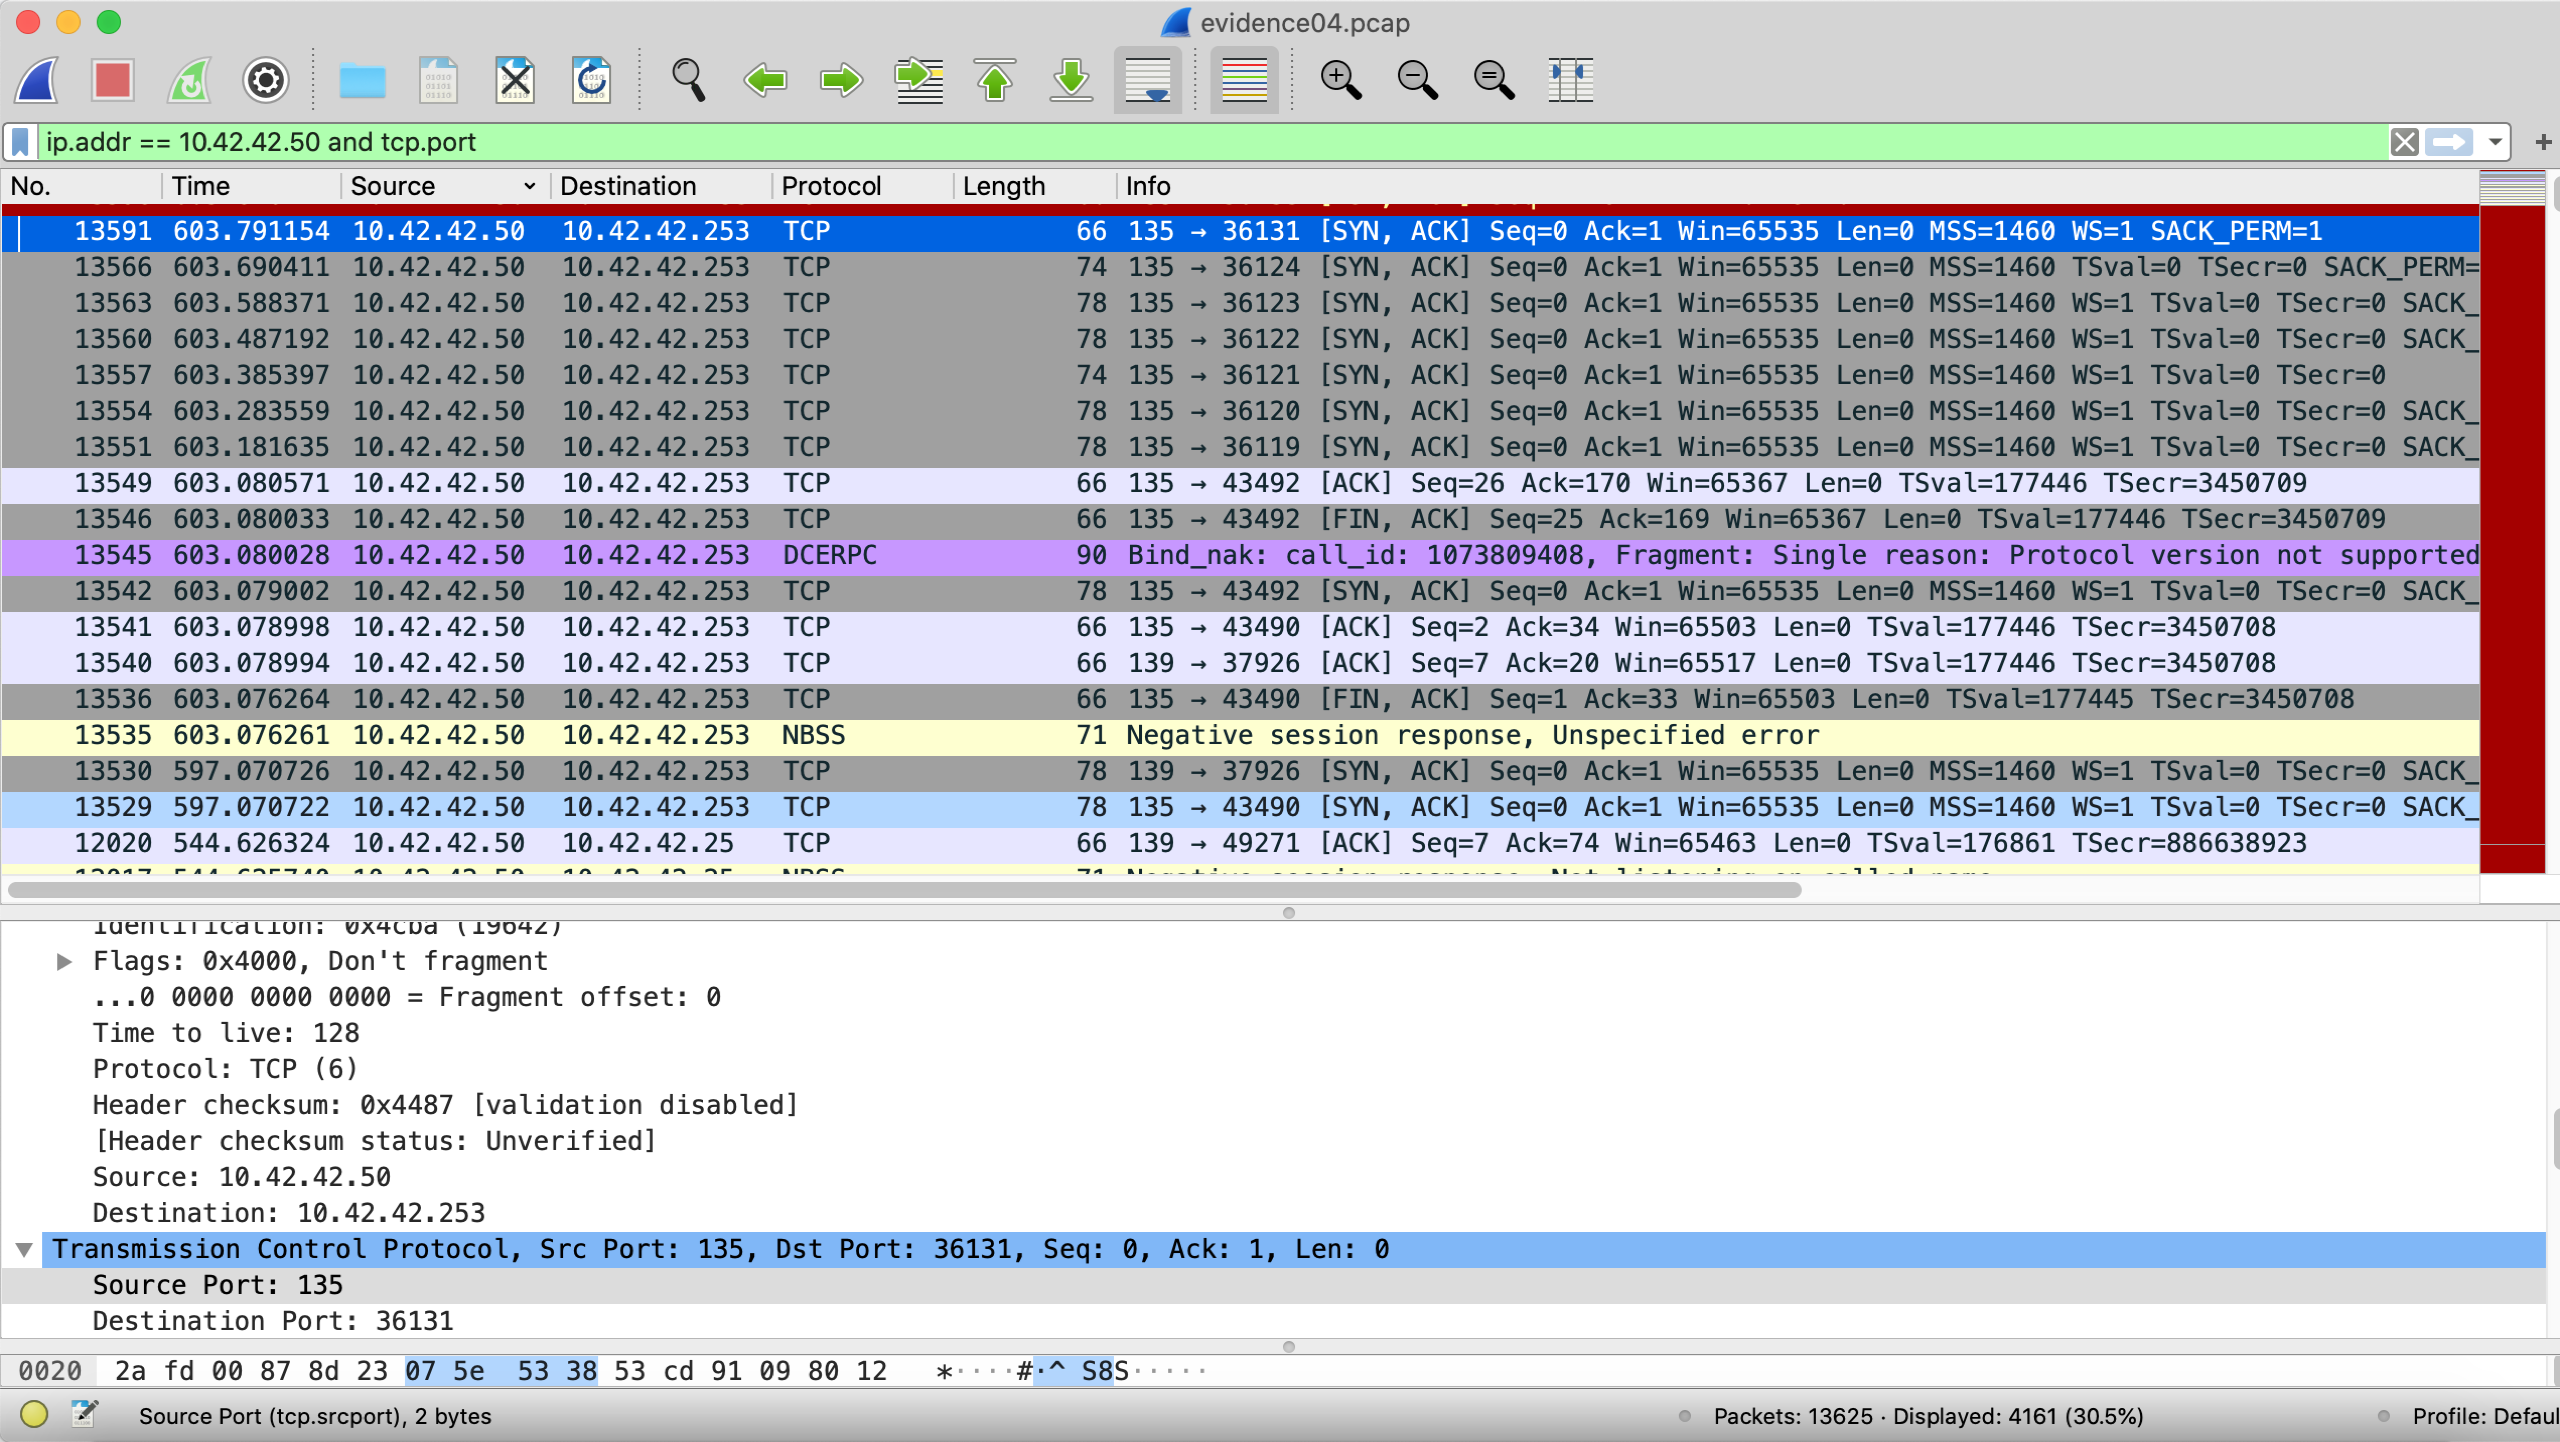 evidence04.pcap
ip.addr == 10.42.42.50 and tcp.port
No. Time Source Destination Protocol Length Info
13591 603.791154 10.42.42.50 10.42.42.253 TCP 66 135 → 36131 [SYN, ACK] Seq=0 Ack=1 Win=65535 Len=0 MSS=1460 WS=1 SACK_PERM=1
13566 603.690411 10.42.42.50 10.42.42.253 TCP 74 135 → 36124 [SYN, ACK] Seq=0 Ack=1 Win=65535 Len=0 MSS=1460 TSval=0 TSecr=0 SACK_PERM=
13563 603.588371 10.42.42.50 10.42.42.253 TCP 78 135 → 36123 [SYN, ACK] Seq=0 Ack=1 Win=65535 Len=0 MSS=1460 WS=1 TSval=0 TSecr=0 SACK_
13560 603.487192 10.42.42.50 10.42.42.253 TCP 78 135 → 36122 [SYN, ACK] Seq=0 Ack=1 Win=65535 Len=0 MSS=1460 WS=1 TSval=0 TSecr=0 SACK_
13557 603.385397 10.42.42.50 10.42.42.253 TCP 74 135 → 36121 [SYN, ACK] Seq=0 Ack=1 Win=65535 Len=0 MSS=1460 WS=1 TSval=0 TSecr=0
13554 603.283559 10.42.42.50 10.42.42.253 TCP 78 135 → 36120 [SYN, ACK] Seq=0 Ack=1 Win=65535 Len=0 MSS=1460 WS=1 TSval=0 TSecr=0 SACK_
13551 603.181635 10.42.42.50 10.42.42.253 TCP 78 135 → 36119 [SYN, ACK] Seq=0 Ack=1 Win=65535 Len=0 MSS=1460 WS=1 TSval=0 TSecr=0 SACK_
13549 603.080571 10.42.42.50 10.42.42.253 TCP 66 135 → 43492 [ACK] Seq=26 Ack=170 Win=65367 Len=0 TSval=177446 TSecr=3450709
13546 603.080033 10.42.42.50 10.42.42.253 TCP 66 135 → 43492 [FIN, ACK] Seq=25 Ack=169 Win=65367 Len=0 TSval=177446 TSecr=3450709
13545 603.080028 10.42.42.50 10.42.42.253 DCERPC 90 Bind_nak: call_id: 1073809408, Fragment: Single reason: Protocol version not supported
13542 603.079002 10.42.42.50 10.42.42.253 TCP 78 135 → 43492 [SYN, ACK] Seq=0 Ack=1 Win=65535 Len=0 MSS=1460 WS=1 TSval=0 TSecr=0 SACK_
13541 603.078998 10.42.42.50 10.42.42.253 TCP 66 135 → 43490 [ACK] Seq=2 Ack=34 Win=65503 Len=0 TSval=177446 TSecr=3450708
13540 603.078994 10.42.42.50 10.42.42.253 TCP 66 139 → 37926 [ACK] Seq=7 Ack=20 Win=65517 Len=0 TSval=177446 TSecr=3450708
13536 603.076264 10.42.42.50 10.42.42.253 TCP 66 135 → 43490 [FIN, ACK] Seq=1 Ack=33 Win=65503 Len=0 TSval=177445 TSecr=3450708
13535 603.076261 10.42.42.50 10.42.42.253 NBSS 71 Negative session response, Unspecified error
13530 597.070726 10.42.42.50 10.42.42.253 TCP 78 139 → 37926 [SYN, ACK] Seq=0 Ack=1 Win=65535 Len=0 MSS=1460 WS=1 TSval=0 TSecr=0 SACK_
13529 597.070722 10.42.42.50 10.42.42.253 TCP 78 135 → 43490 [SYN, ACK] Seq=0 Ack=1 Win=65535 Len=0 MSS=1460 WS=1 TSval=0 TSecr=0 SACK_
12020 544.626324 10.42.42.50 10.42.42.25 TCP 66 139 → 49271 [ACK] Seq=7 Ack=74 Win=65463 Len=0 TSval=176861 TSecr=886638923
Identification: 0x4cba (19642)
Flags: 0x4000, Don't fragment
...0 0000 0000 0000 = Fragment offset: 0
Time to live: 128
Protocol: TCP (6)
Header checksum: 0x4487 [validation disabled]
[Header checksum status: Unverified]
Source: 10.42.42.50
Destination: 10.42.42.253
Transmission Control Protocol, Src Port: 135, Dst Port: 36131, Seq: 0, Ack: 1, Len: 0
Source Port: 135
Destination Port: 36131
0020 2a fd 00 87 8d 23 07 5e 53 38 53 cd 91 09 80 12 *····#·^ S8S·····
Source Port (tcp.srcport), 2 bytes
Packets: 13625 · Displayed: 4161 (30.5%)
Profile: Defaul